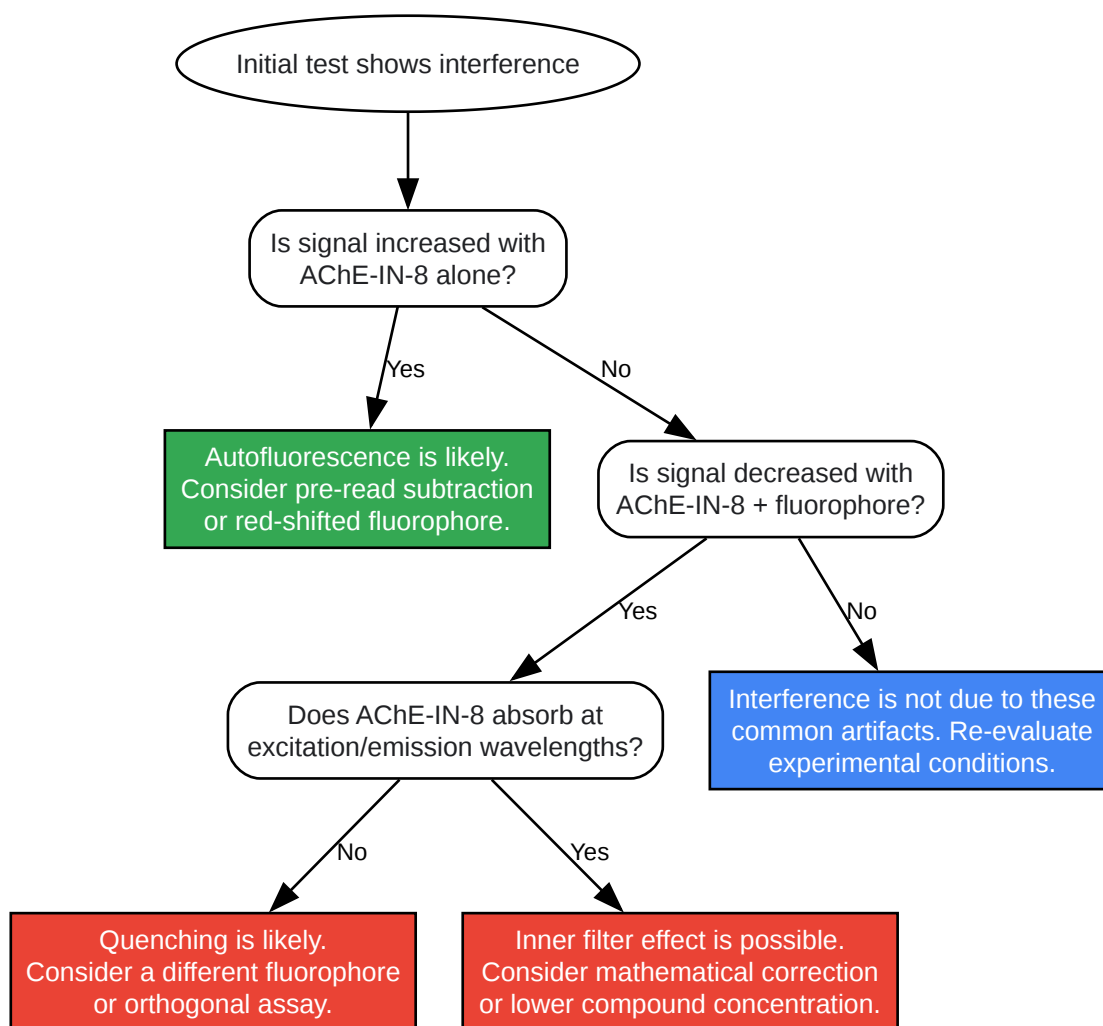 Initial test shows interference
Is signal increased with
AChE-IN-8 alone?
Yes
No
Autofluorescence is likely.
Consider pre-read subtraction
or red-shifted fluorophore.
Is signal decreased with
AChE-IN-8 + fluorophore?
Yes
No
Does AChE-IN-8 absorb at
excitation/emission wavelengths?
Interference is not due to these
common artifacts. Re-evaluate
experimental conditions.
No
Yes
Quenching is likely.
Consider a different fluorophore
or orthogonal assay.
Inner filter effect is possible.
Consider mathematical correction
or lower compound concentration.